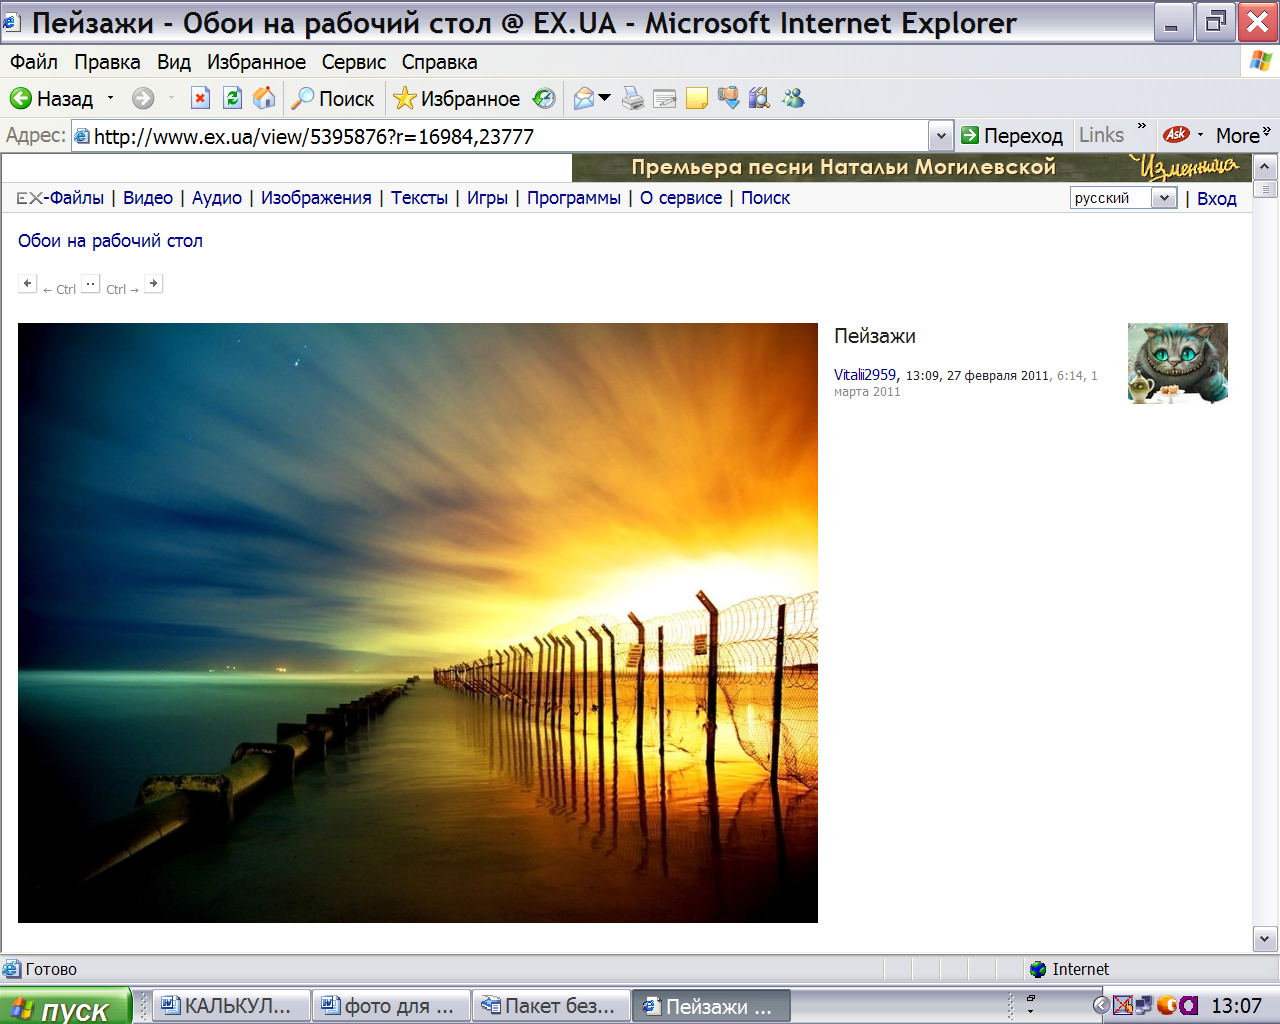 Пейзажи - Обои на рабочий стол @ EX.UA - Microsoft Internet Explorer
Файл Правка Вид Избранное Сервис Справка
Назад Поиск Избранное
Адрес: http://www.ex.ua/view/5395876?r=16984,23777 Переход Links » Ask More »
Премьера песни Натальи Могилевской Изменница
EX-Файлы | Видео | Аудио | Изображения | Тексты | Игры | Программы | О сервисе | Поиск русский | Вход
Обои на рабочий стол
← Ctrl .. Ctrl →
Пейзажи
Vitalii2959, 13:09, 27 февраля 2011, 6:14, 1
марта 2011
Готово Internet
пуск КАЛЬКУЛ... фото для ... Пакет без... Пейзажи ... 13:07